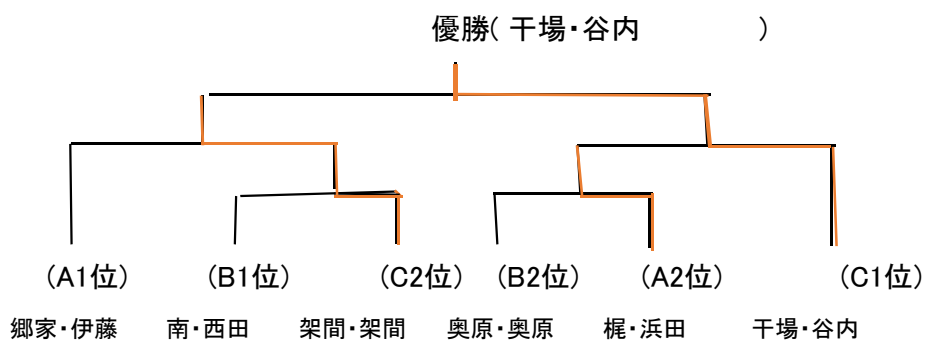 優勝( 干場・谷内 )
(A1位) (B1位) (C2位) (B2位) (A2位) (C1位)
郷家・伊藤 南・西田 架間・架間 奥原・奥原 梶・浜田 干場・谷内